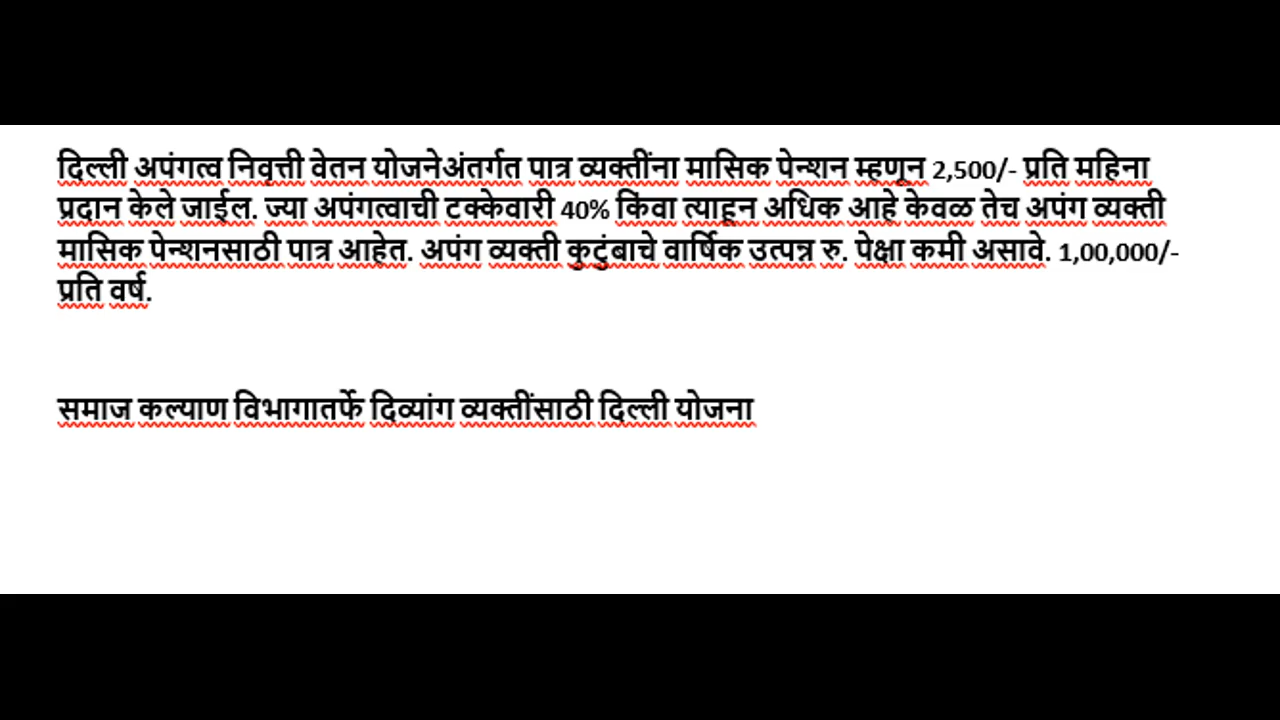 दिल्ली अपंगत्व निवृत्ती वेतन योजनेअंतर्गत पात्र व्यक्तींना मासिक पेन्शन म्हणून 2,500/- प्रति महिना
प्रदान केले जाईल. ज्या अपंगत्वाची टक्केवारी 40% किंवा त्याहून अधिक आहे केवळ तेच अपंग व्यक्ती
मासिक पेन्शनसाठी पात्र आहेत. अपंग व्यक्ती कुटुंबाचे वार्षिक उत्पन्न रु. पेक्षा कमी असावे. 1,00,000/-
प्रति वर्ष.
समाज कल्याण विभागातर्फे दिव्यांग व्यक्तींसाठी दिल्ली योजना